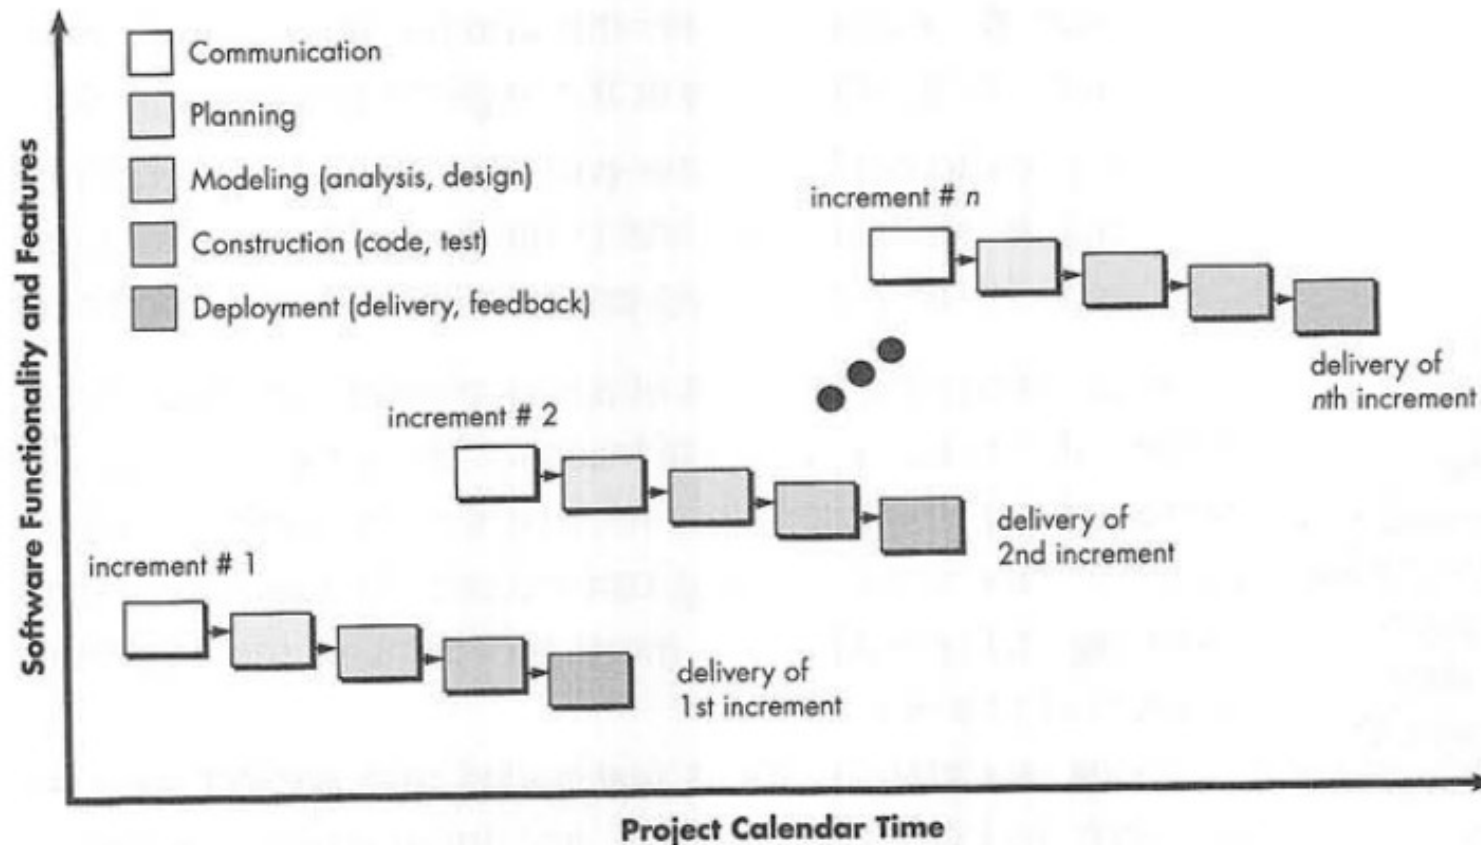 Software Functionality and Features
Communication
Planning
Modeling (analysis, design)
Construction (code, test)
Deployment (delivery, feedback)
increment # n
delivery of
nth increment
increment # 2
delivery of
2nd increment
increment # 1
delivery of
1st increment
Project Calendar Time